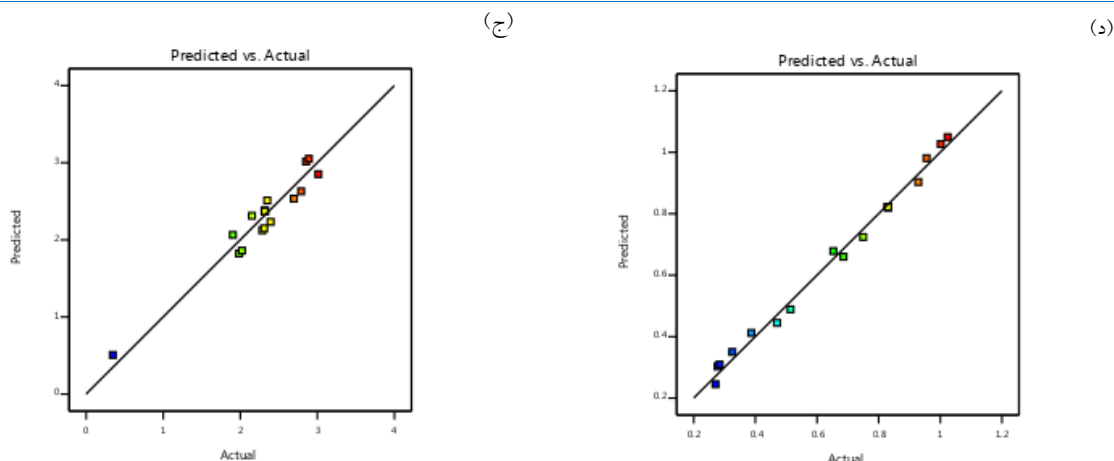 (ج)
Predicted vs. Actual
4
3
2
1
0
Predicted
0 1 2 3 4
Actual
(د)
Predicted vs. Actual
1.2
1
0.8
0.6
0.4
0.2
Predicted
0.2 0.4 0.6 0.8 1 1.2
Actual